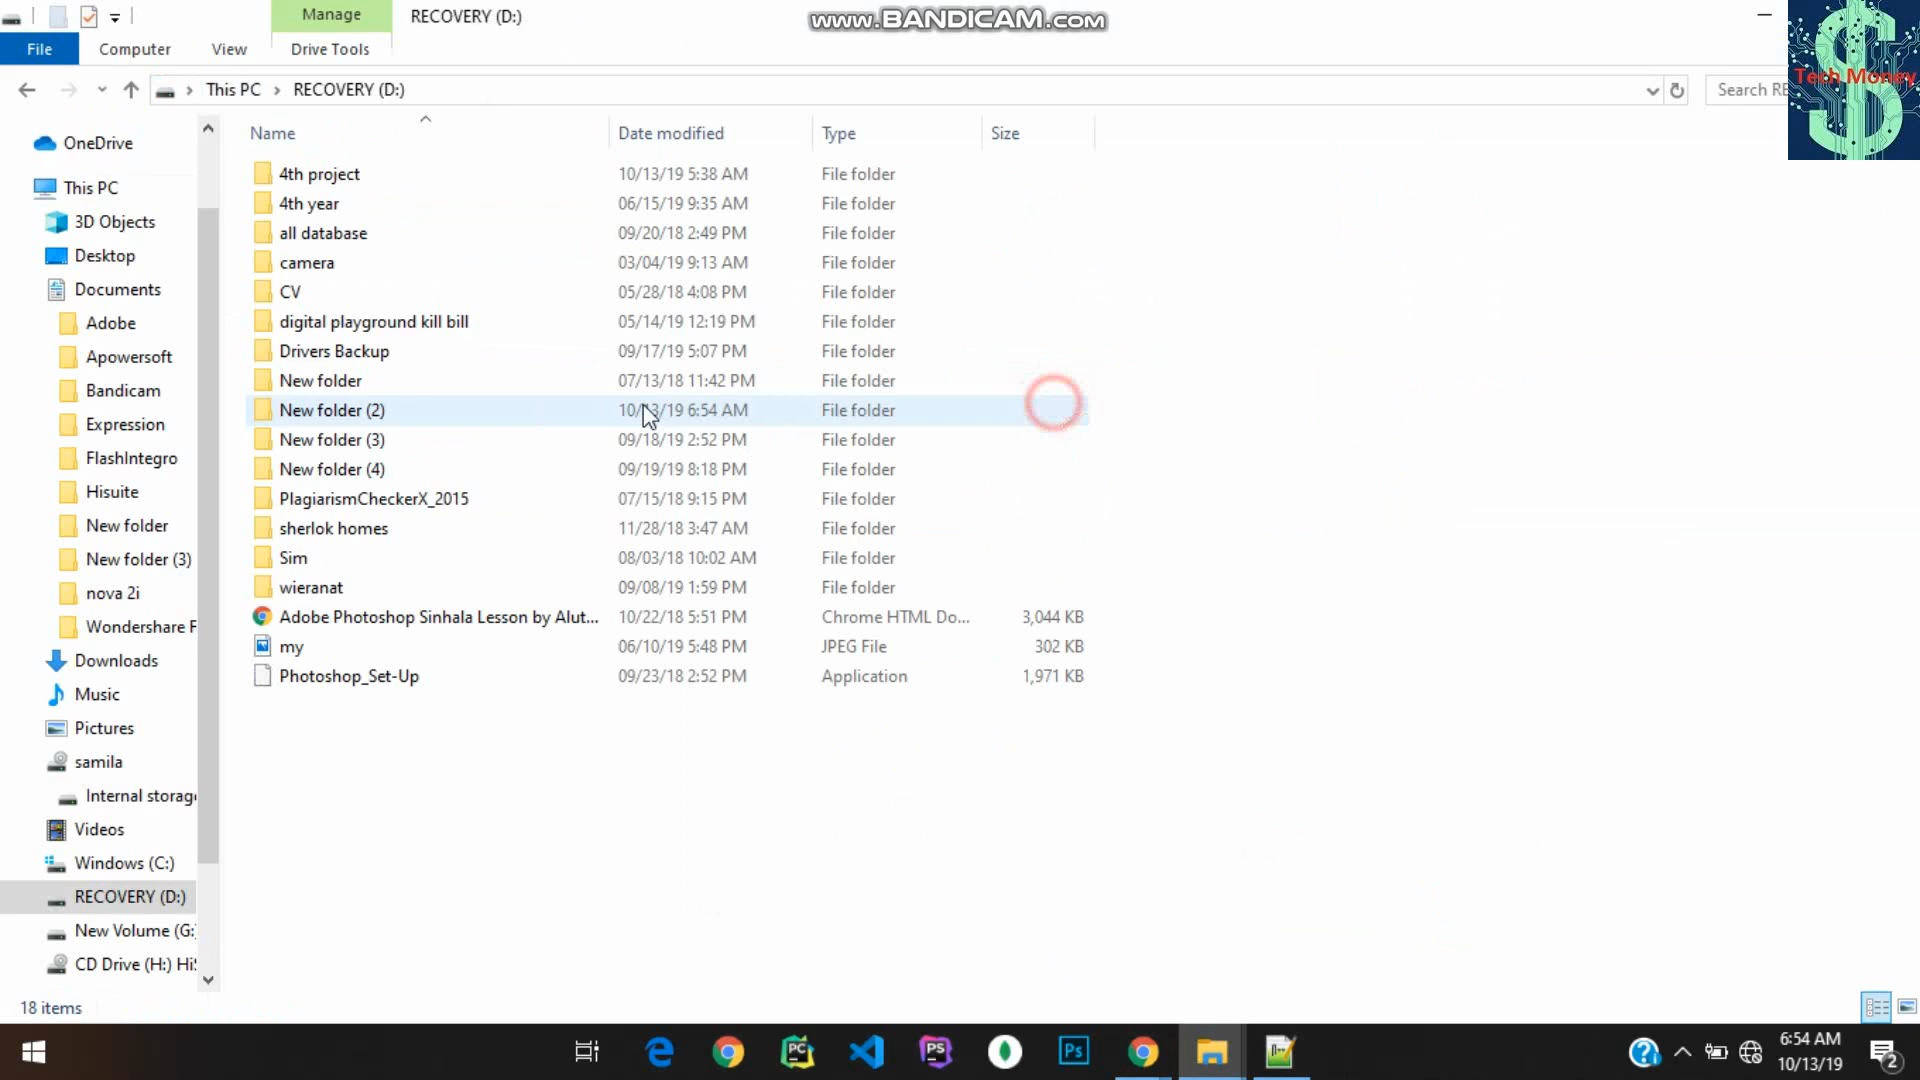 Manage
RECOVERY (D:)
www.BANDICAM.com
File
Computer
View
Drive Tools
This PC
RECOVERY (D:)
Search RE
Tech Money
Name
Date modified
Type
Size
OneDrive
This PC
3D Objects
Desktop
Documents
Adobe
Apowersoft
Bandicam
Expression
FlashIntegro
Hisuite
New folder
New folder (3)
nova 2i
Wondershare F
Downloads
Music
Pictures
samila
Internal storage
Videos
Windows (C:)
RECOVERY (D:)
New Volume (G:
CD Drive (H:) HiS
4th project 10/13/19 5:38 AM File folder
4th year 06/15/19 9:35 AM File folder
all database 09/20/18 2:49 PM File folder
camera 03/04/19 9:13 AM File folder
CV 05/28/18 4:08 PM File folder
digital playground kill bill 05/14/19 12:19 PM File folder
Drivers Backup 09/17/19 5:07 PM File folder
New folder 07/13/18 11:42 PM File folder
New folder (2) 10/13/19 6:54 AM File folder
New folder (3) 09/18/19 2:52 PM File folder
New folder (4) 09/19/19 8:18 PM File folder
PlagiarismCheckerX_2015 07/15/18 9:15 PM File folder
sherlok homes 11/28/18 3:47 AM File folder
Sim 08/03/18 10:02 AM File folder
wieranat 09/08/19 1:59 PM File folder
Adobe Photoshop Sinhala Lesson by Alut... 10/22/18 5:51 PM Chrome HTML Do... 3,044 KB
my 06/10/19 5:48 PM JPEG File 302 KB
Photoshop_Set-Up 09/23/18 2:52 PM Application 1,971 KB
18 items
PC
PS
Ps
6:54 AM
10/13/19
2